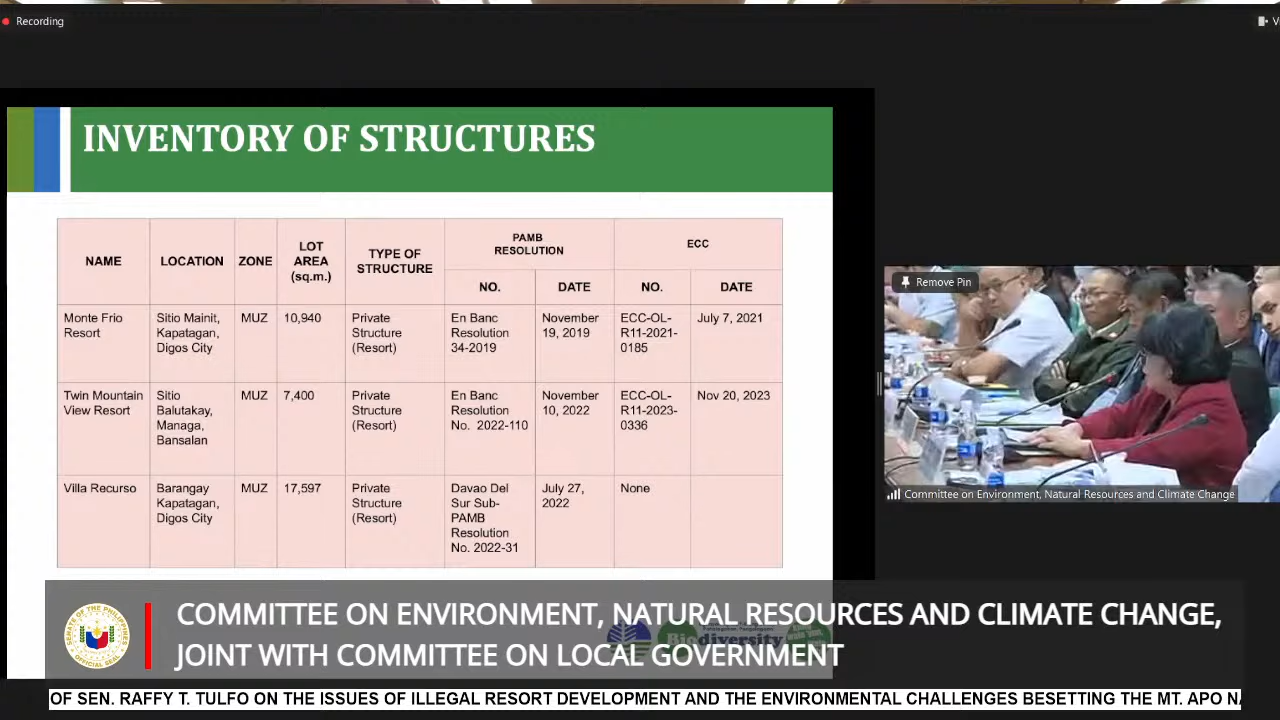 Recording
V
INVENTORY OF STRUCTURES
NAME
LOCATION
ZONE
LOT
AREA
(sq.m.)
TYPE OF
STRUCTURE
PAMB
RESOLUTION
ECC
NO.
DATE
NO.
DATE
Monte Frio
Resort
Sitio Mainit,
Kapatagan,
Digos City
MUZ
10,940
Private
Structure
(Resort)
En Banc
Resolution
34-2019
November
19, 2019
ECC-OL-
R11-2021-
0185
July 7, 2021
Twin Mountain
View Resort
Sitio
Balutakay,
Managa,
Bansalan
MUZ
7,400
Private
Structure
(Resort)
En Banc
Resolution
No. 2022-110
November
10, 2022
ECC-OL-
R11-2023-
0336
Nov 20, 2023
Villa Recurso
Barangay
Kapatagan,
Digos City
MUZ
17,597
Private
Structure
(Resort)
Davao Del
Sur Sub-
PAMB
Resolution
No. 2022-31
July 27,
2022
None
Remove Pin
Committee on Environment, Natural Resources and Climate Change
SENATE OF THE PHILIPPINES
OFFICIAL SEAL
COMMITTEE ON ENVIRONMENT, NATURAL RESOURCES AND CLIMATE CHANGE,
JOINT WITH COMMITTEE ON LOCAL GOVERNMENT
Biodiversity
OF SEN. RAFFY T. TULFO ON THE ISSUES OF ILLEGAL RESORT DEVELOPMENT AND THE ENVIRONMENTAL CHALLENGES BESETTING THE MT. APO N